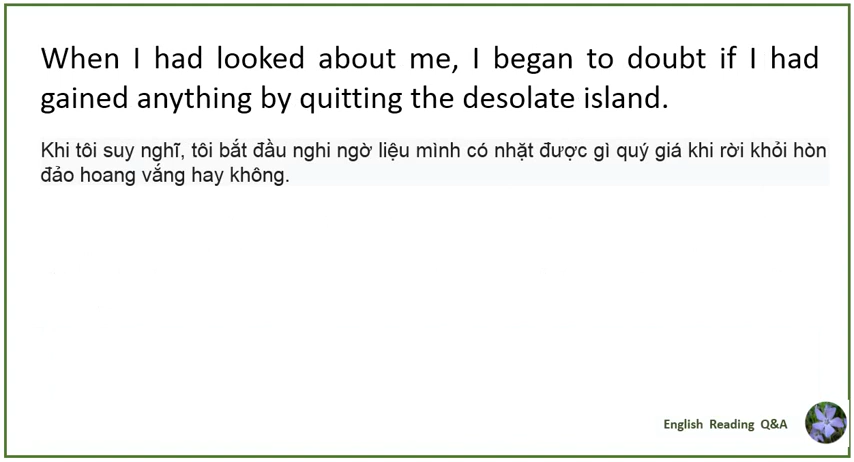 When I had looked about me, I began to doubt if I had
gained anything by quitting the desolate island.
Khi tôi suy nghĩ, tôi bắt đầu nghi ngờ liệu mình có nhặt được gì quý giá khi rời khỏi hòn
đảo hoang vắng hay không.
English Reading Q&A